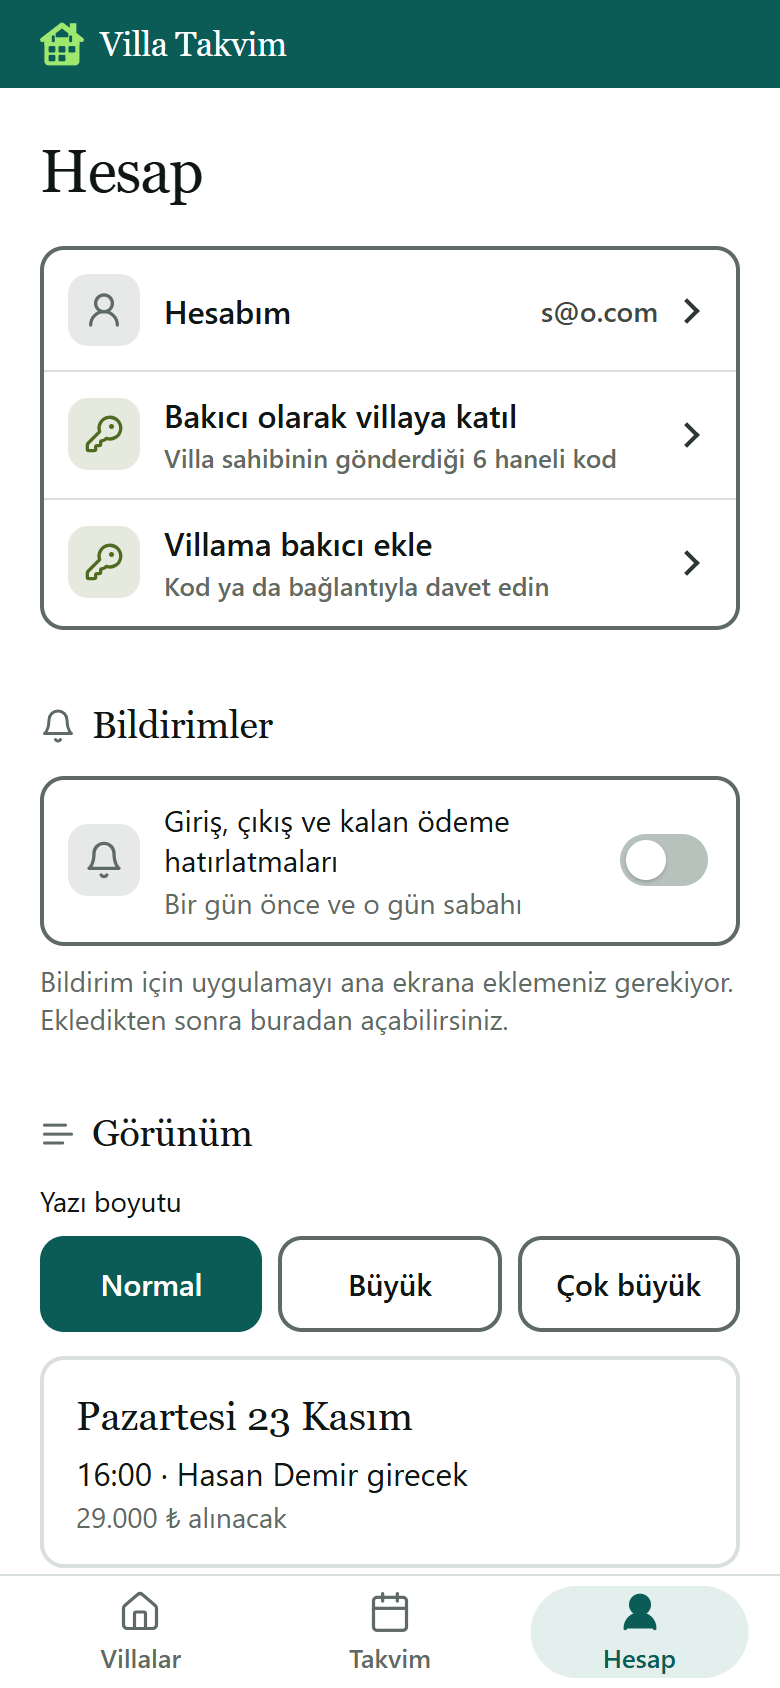 Villa Takvim
Hesap
Hesabım
s@o.com
Bakıcı olarak villaya katıl
Villa sahibinin gönderdiği 6 haneli kod
Villama bakıcı ekle
Kod ya da bağlantıyla davet edin
Bildirimler
Giriş, çıkış ve kalan ödeme
hatırlatmaları
Bir gün önce ve o gün sabahı
Bildirim için uygulamayı ana ekrana eklemeniz gerekiyor.
Ekledikten sonra buradan açabilirsiniz.
Görünüm
Yazı boyutu
Normal
Büyük
Çok büyük
Pazartesi 23 Kasım
16:00 · Hasan Demir girecek
29.000 ₺ alınacak
Villalar
Takvim
Hesap